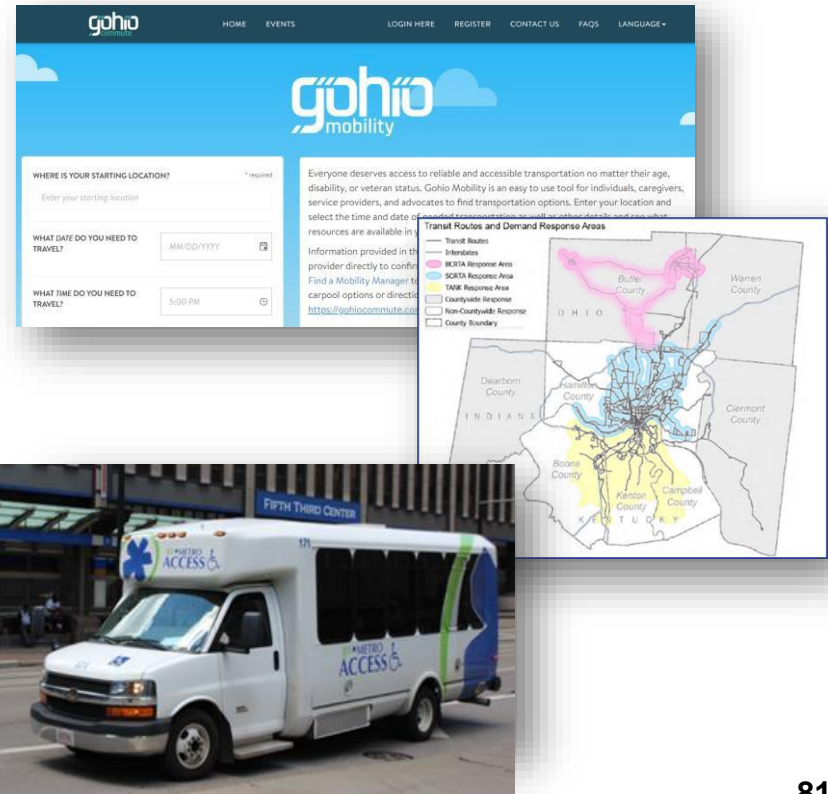 gohio
commute
HOME EVENTS LOGIN HERE REGISTER CONTACT US FAQS LANGUAGE
gohio
mobility
WHERE IS YOUR STARTING LOCATION? * required
Enter your starting location
WHAT DATE DO YOU NEED TO
TRAVEL?
MM/DD/YYYY
WHAT TIME DO YOU NEED TO
TRAVEL?
5:00 PM
Everyone deserves access to reliable and accessible transportation no matter their age,
disability, or veteran status. Gohio Mobility is an easy to use tool for individuals, caregivers,
service providers, and advocates to find transportation options. Enter your location and
select the time and date of needed transportation as well as other details and see what
resources are available in
Information provided in th
provider directly to confir
Find a Mobility Manager to
carpool options or directio
https://gohiocommute.co
Transit Routes and Demand Response Areas
Transit Routes
Interstates
BCRTA Response Area
SORTA Response Area
TANK Response Area
Countywide Response
Non-Countywide Response
County Boundary
Butler
County
Warren
County
OHIO
Dearborn
County
Hamilton
County
Clermont
County
INDIANA
Boone
County
Kenton
County
Campbell
County
KENTUCKY
FIFTH THIRD CENTER
171
METRO
ACCESS
171
METRO
ACCESS
81